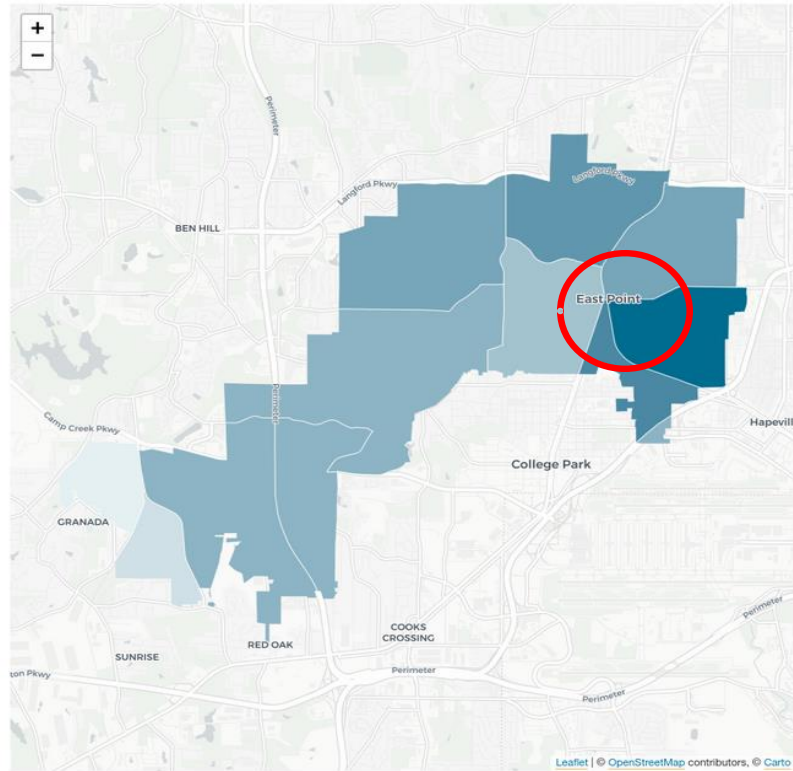 +
−
Perimeter
Langford Pkwy
Langford Pkwy
BEN HILL
East Point
Perimeter
Camp Creek Pkwy
Hapevill
College Park
GRANADA
Perimeter
COOKS
CROSSING
RED OAK
SUNRISE
ton Pkwy
Perimeter
Perimeter
Leaflet | © OpenStreetMap contributors, © Carto